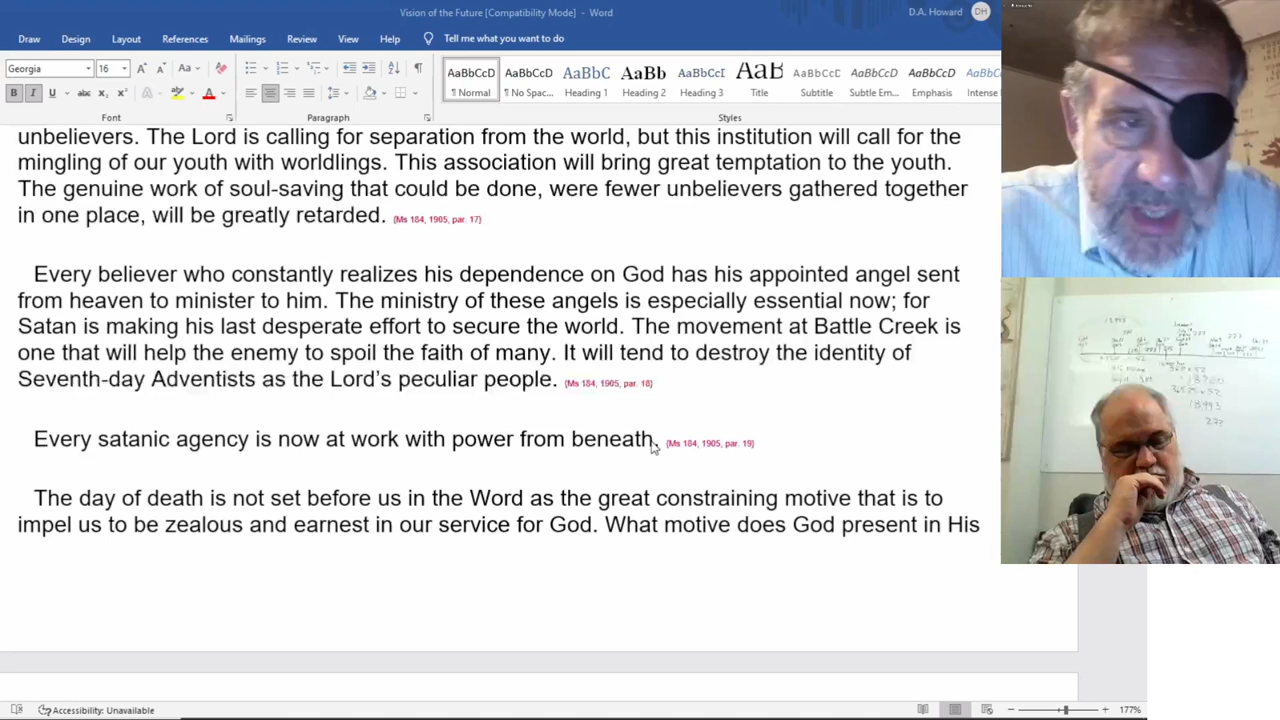 Vision of the Future [Compatibility Mode] - Word
D.A. Howard
DH
Draw Design Layout References Mailings Review View Help Tell me what you want to do
Georgia 16 Aa
AaBbCcD AaBbCcD AaBbC AaBb AaBbCcI AaB AaBbCcD AaBbCcD AaBbCcD AaBbCcD
B I U abc x₂ x² A A
¶ Normal ¶ No Spac... Heading 1 Heading 2 Heading 3 Title Subtitle Subtle Em... Emphasis Intense
Font Paragraph Styles
unbelievers. The Lord is calling for separation from the world, but this institution will call for the
mingling of our youth with worldlings. This association will bring great temptation to the youth.
The genuine work of soul-saving that could be done, were fewer unbelievers gathered together
in one place, will be greatly retarded. {Ms 184, 1905, par. 17}
Every believer who constantly realizes his dependence on God has his appointed angel sent
from heaven to minister to him. The ministry of these angels is especially essential now; for
Satan is making his last desperate effort to secure the world. The movement at Battle Creek is
one that will help the enemy to spoil the faith of many. It will tend to destroy the identity of
Seventh-day Adventists as the Lord's peculiar people. {Ms 184, 1905, par. 18}
Every satanic agency is now at work with power from beneath. {Ms 184, 1905, par. 19}
The day of death is not set before us in the Word as the great constraining motive that is to
impel us to be zealous and earnest in our service for God. What motive does God present in His
Accessibility: Unavailable
177%